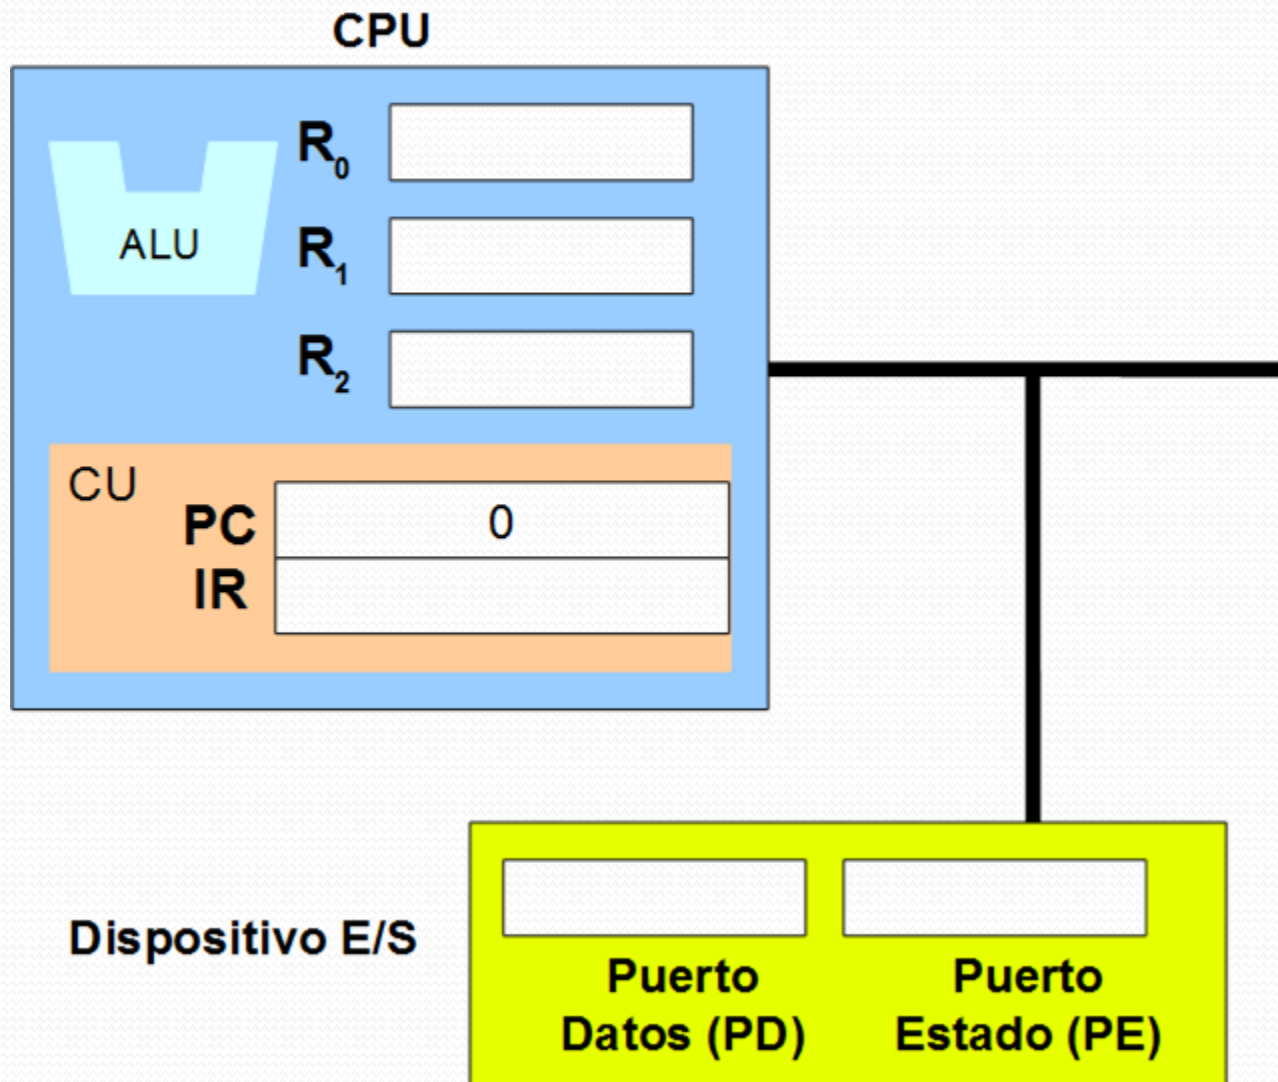 CPU
R0
ALU
R1
R2
CU
PC 0
IR
Dispositivo E/S
Puerto
Datos (PD)
Puerto
Estado (PE)